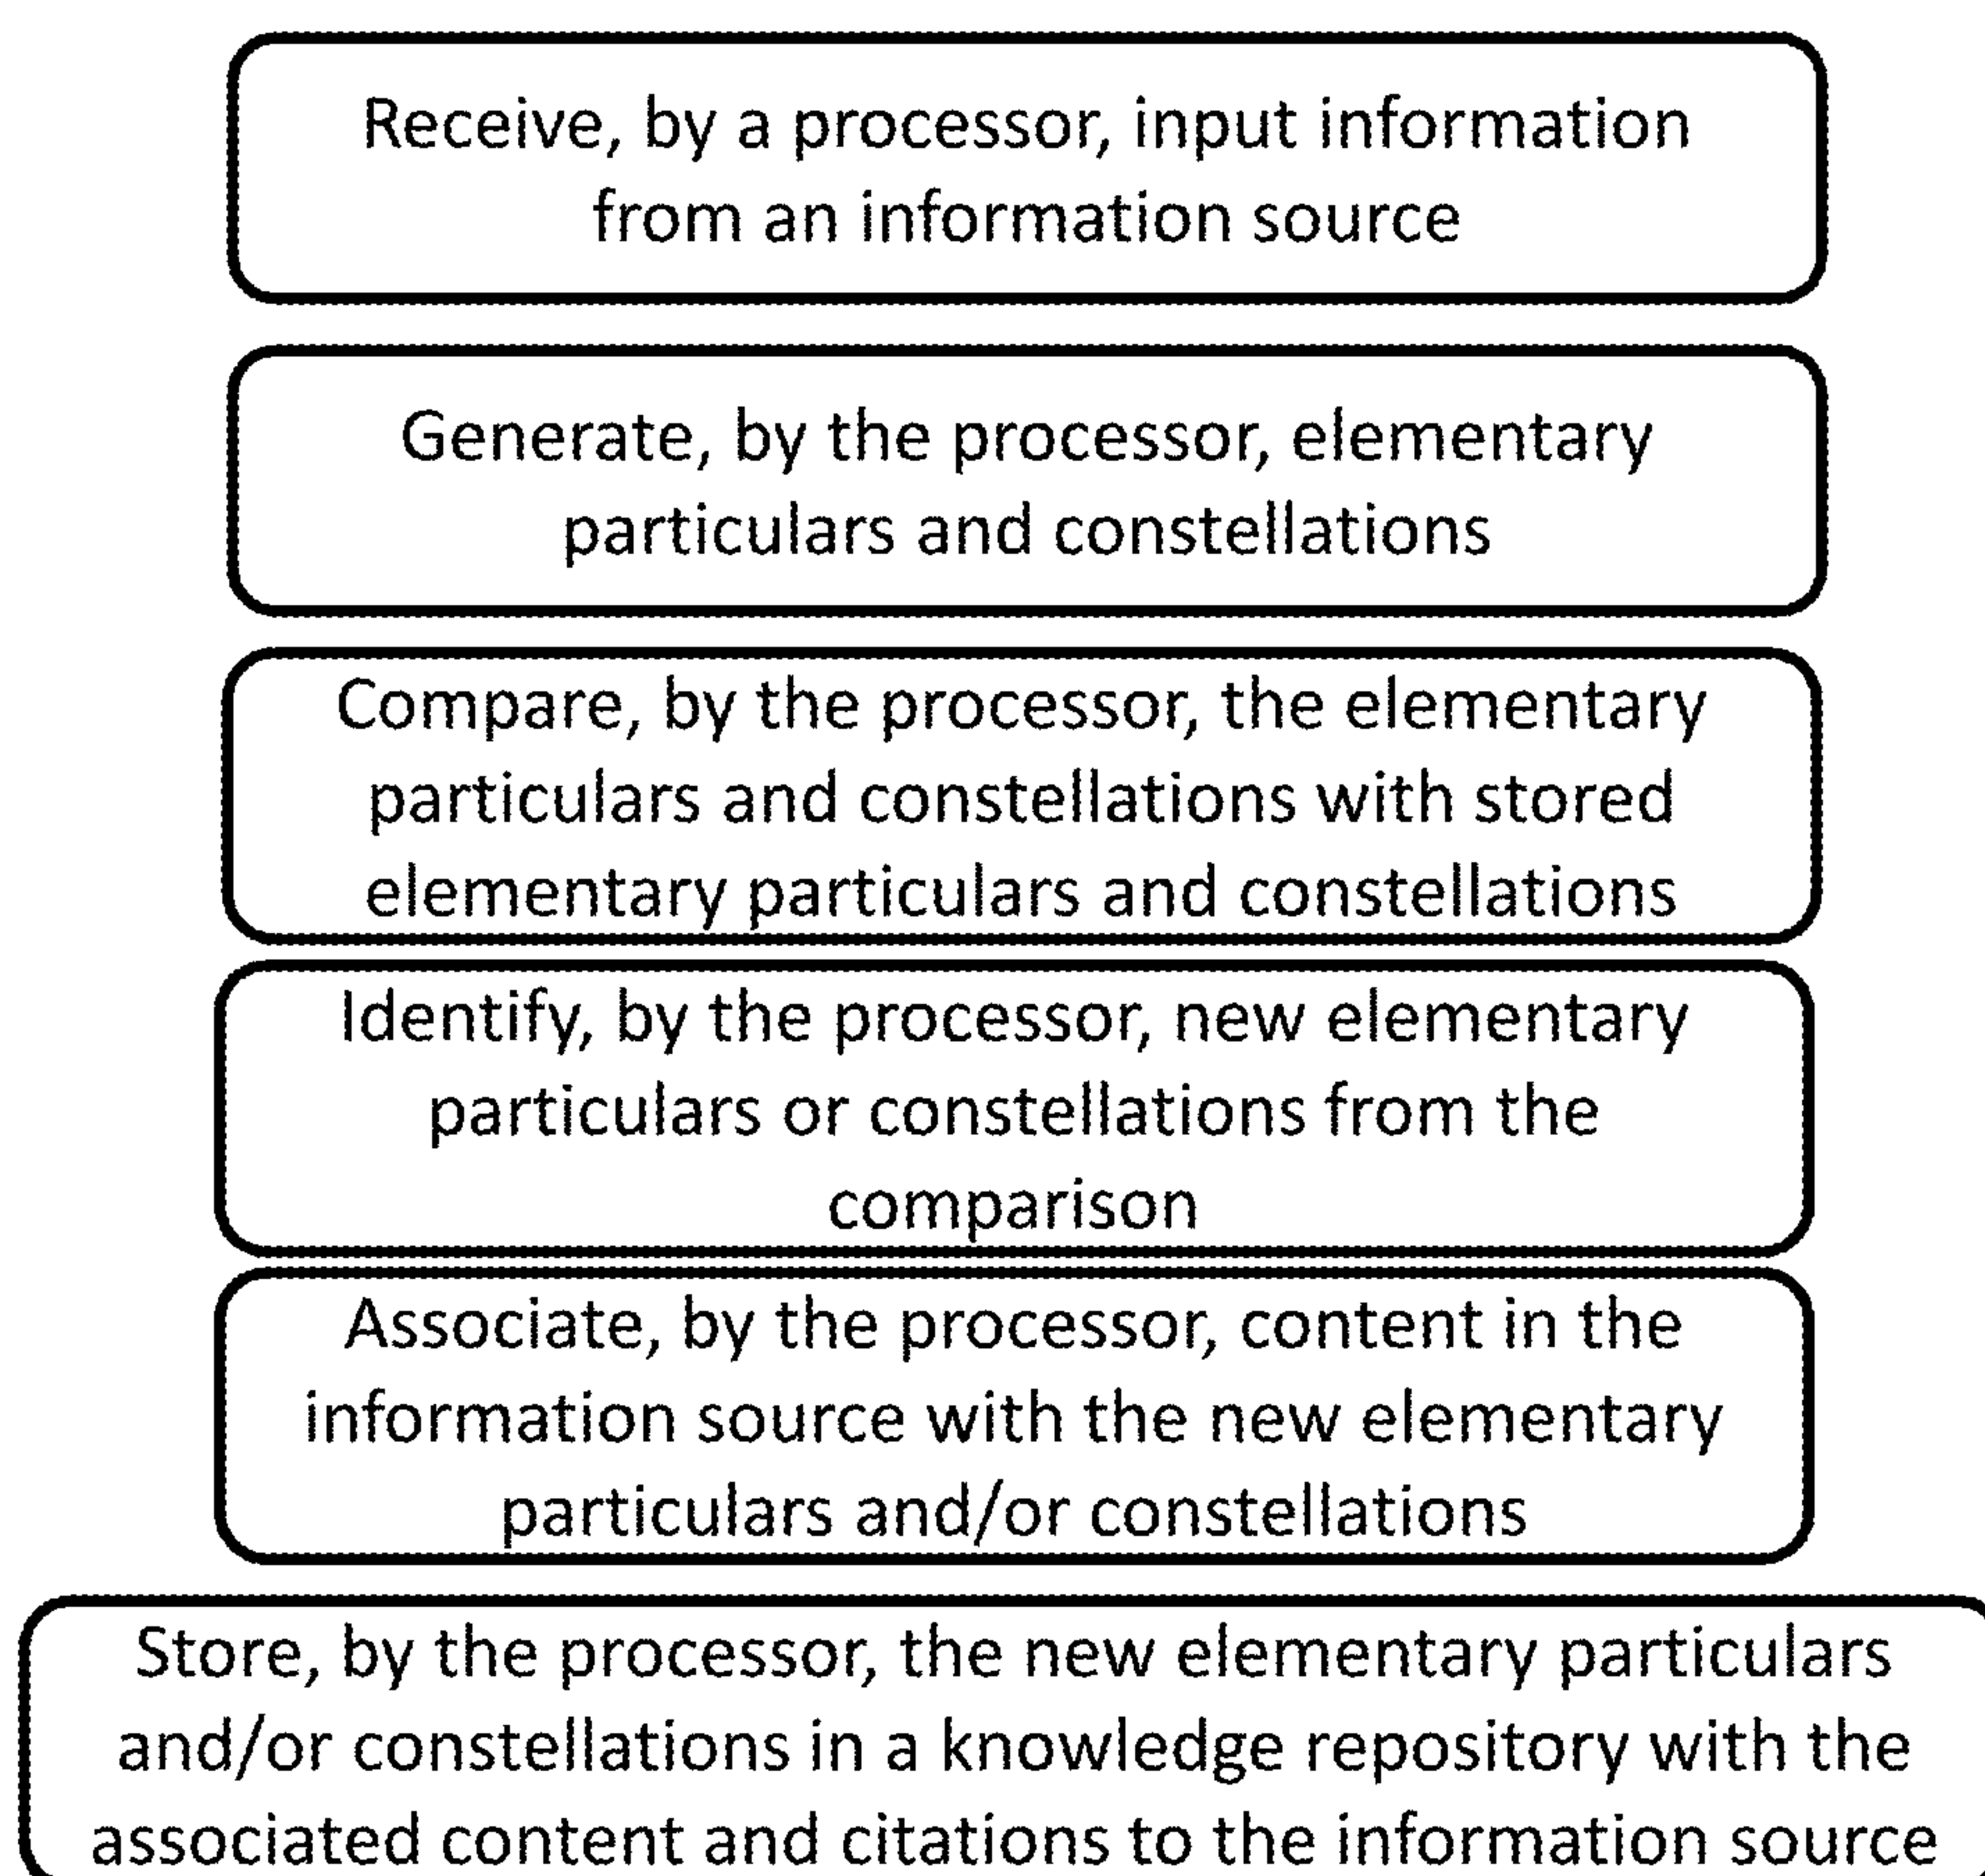 Receive, by a processor, input information
from an information source
Generate, by the processor, elementary
particulars and constellations
Compare, by the processor, the elementary
particulars and constellations with stored
elementary particulars and constellations
Identify, by the processor, new elementary
particulars or constellations from the
comparison
Associate, by the processor, content in the
information source with the new elementary
particulars and/or constellations
Store, by the processor, the new elementary particulars
and/or constellations in a knowledge repository with the
associated content and citations to the information source